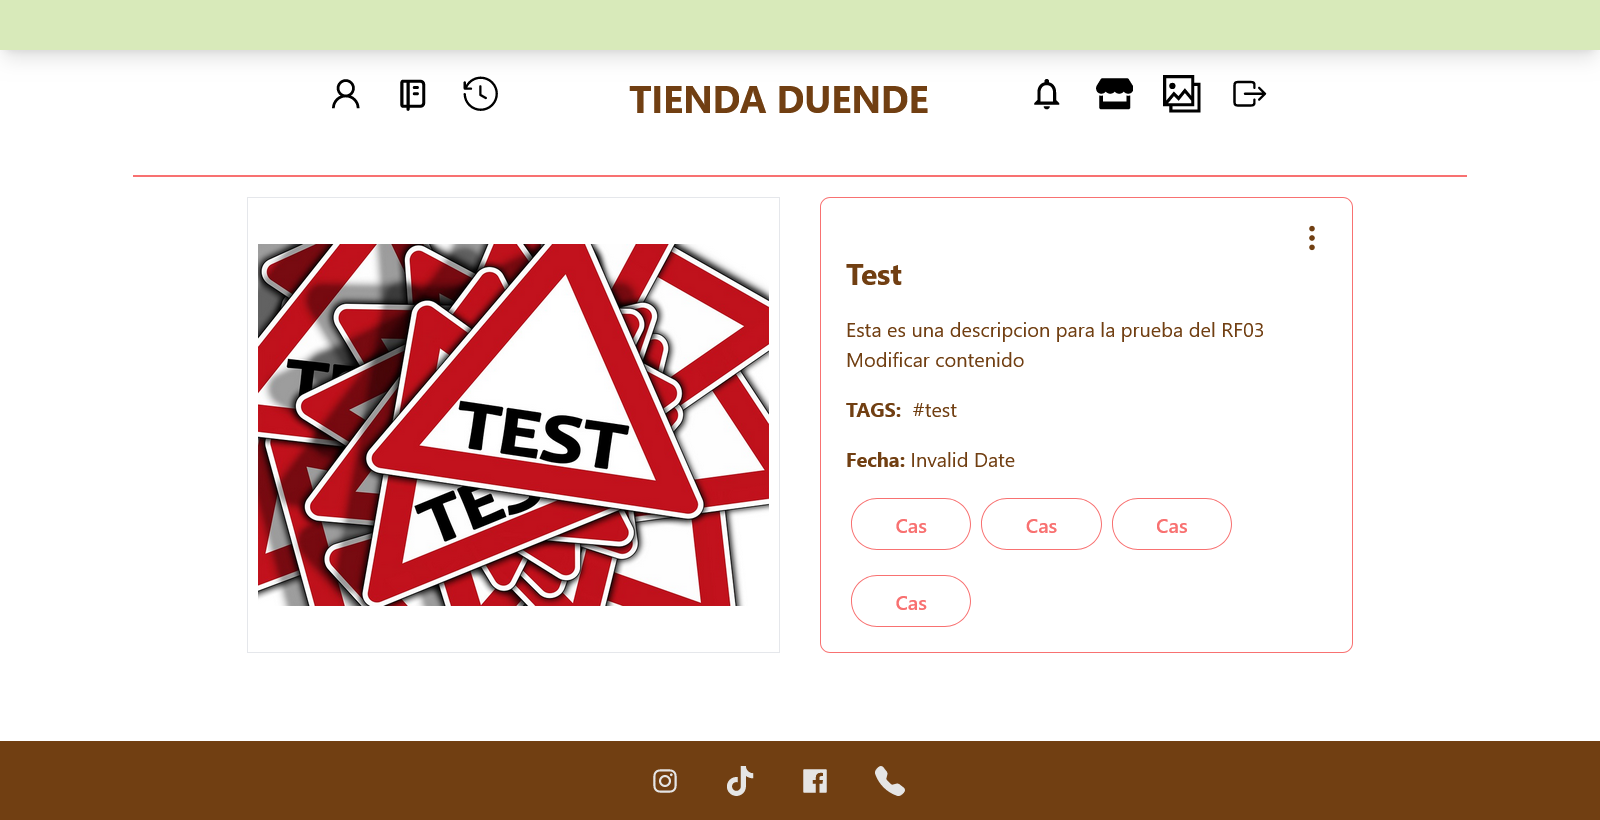 TIENDA DUENDE
TEST
Test
Esta es una descripcion para la prueba del RF03
Modificar contenido
TAGS: #test
Fecha: Invalid Date
Cas Cas Cas
Cas